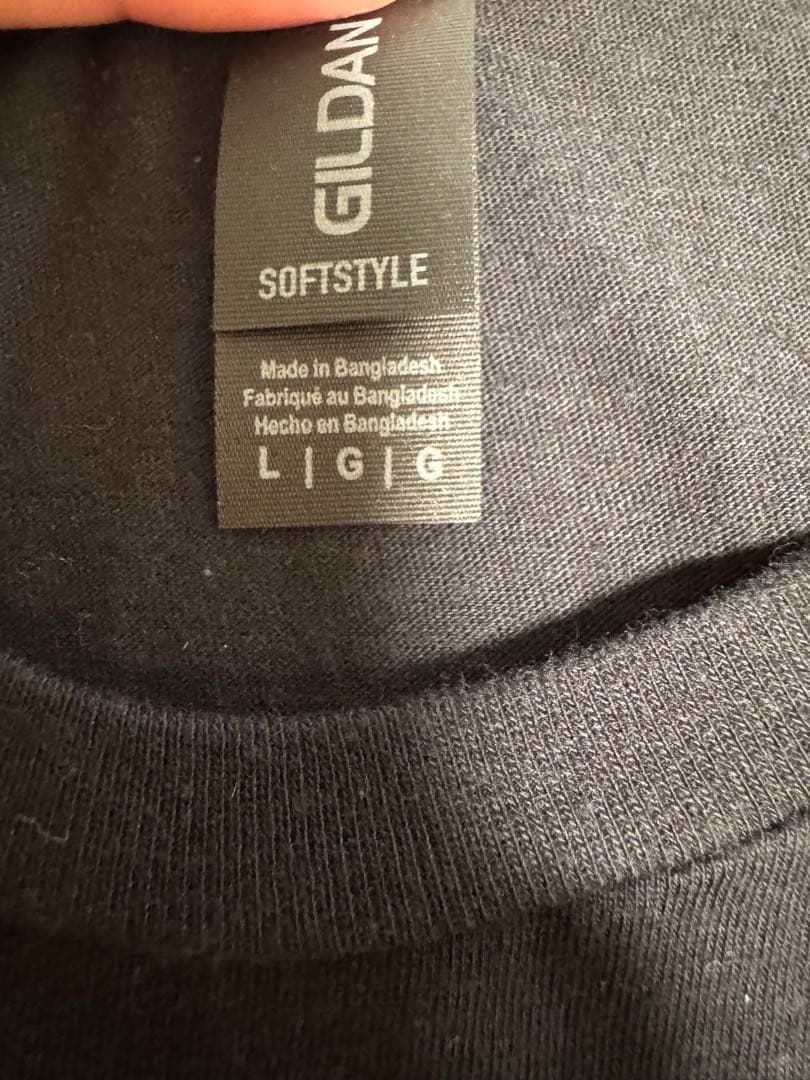 GILDAN
SOFTSTYLE
Made in Bangladesh
Fabriqué au Bangladesh
Hecho en Bangladesh
L | G | G